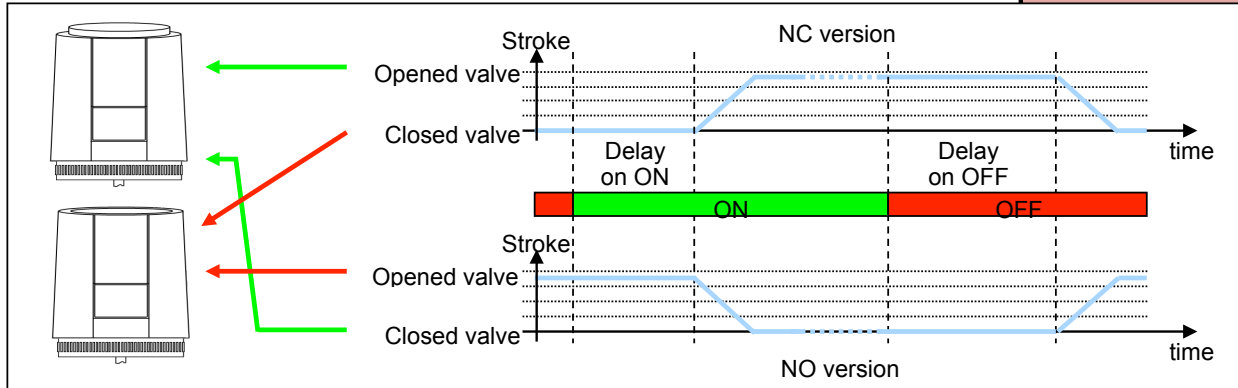 Stroke
NC version
Opened valve
Closed valve
time
Delay
on ON
Delay
on OFF
ON
OFF
Stroke
Opened valve
Closed valve
time
NO version